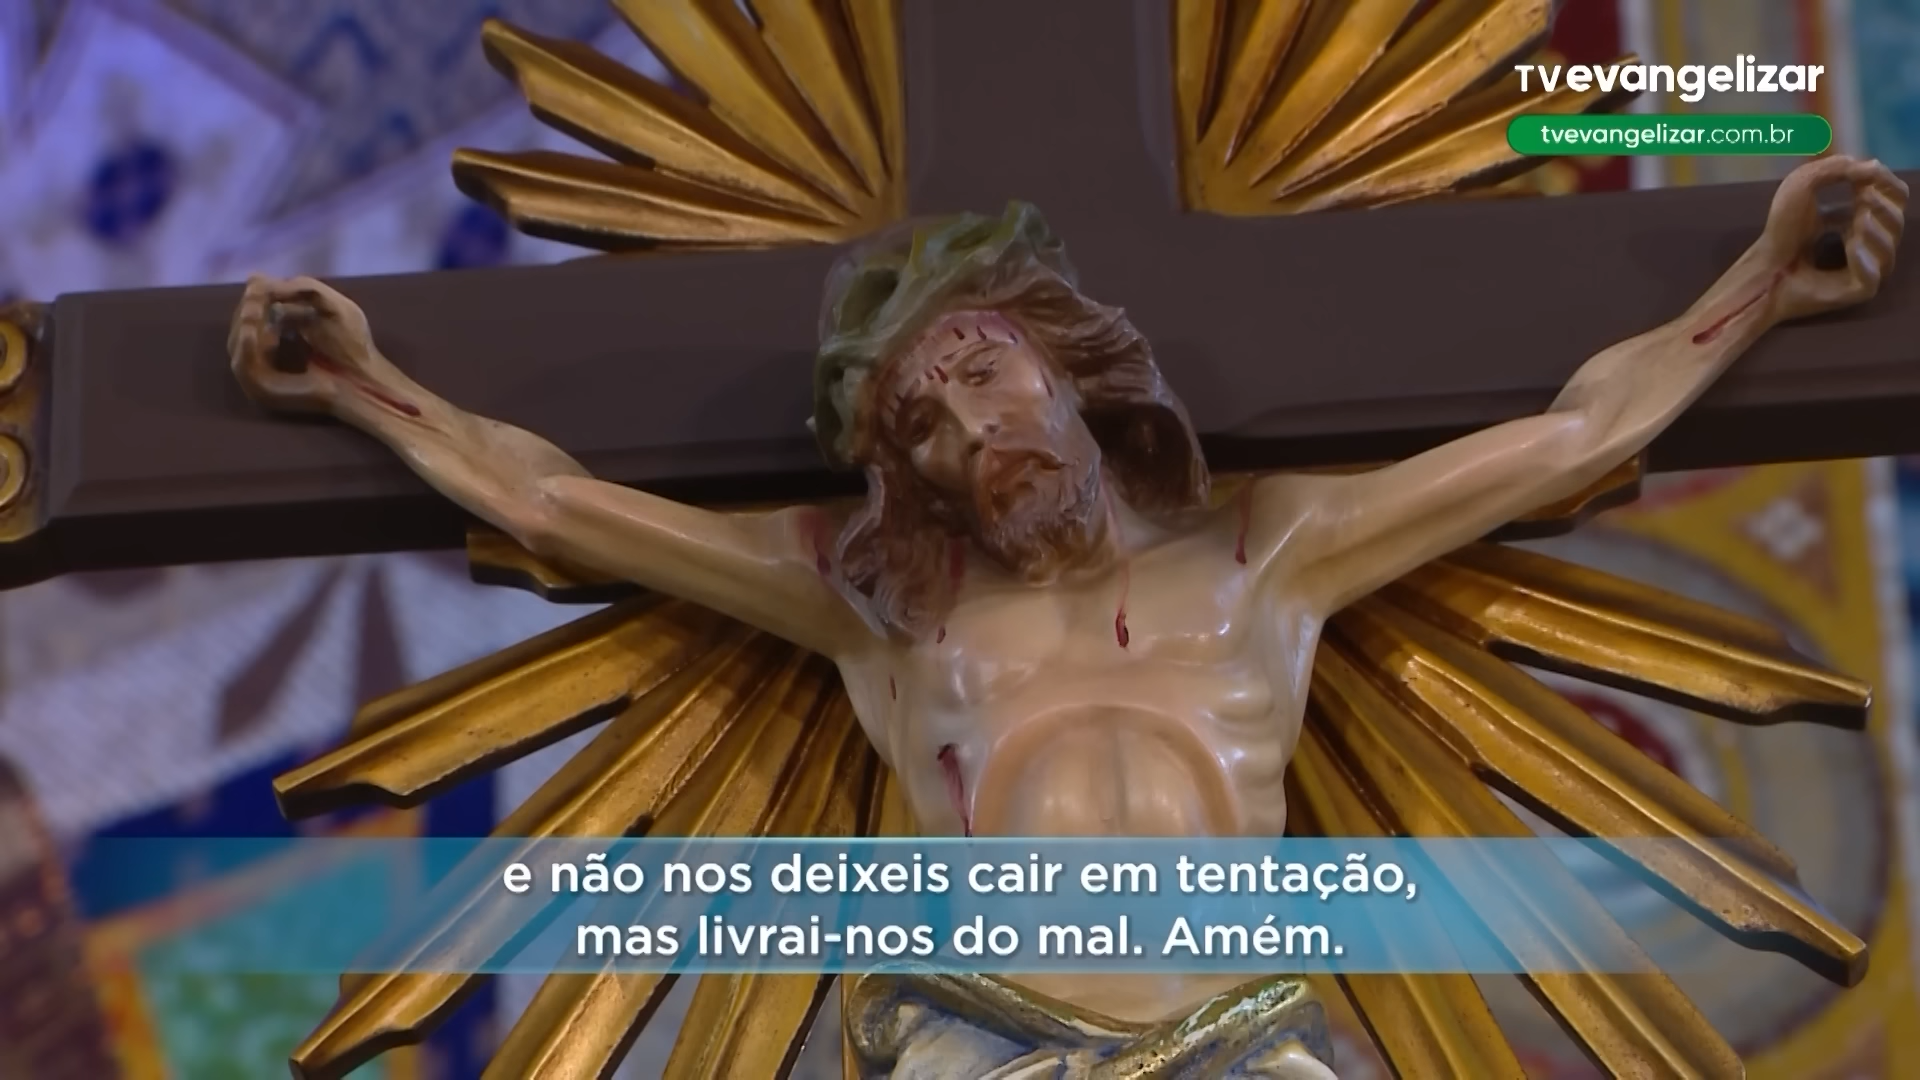 TVevangelizar
tvevangelizar.com.br
e não nos deixeis cair em tentação,
mas livrai-nos do mal. Amém.